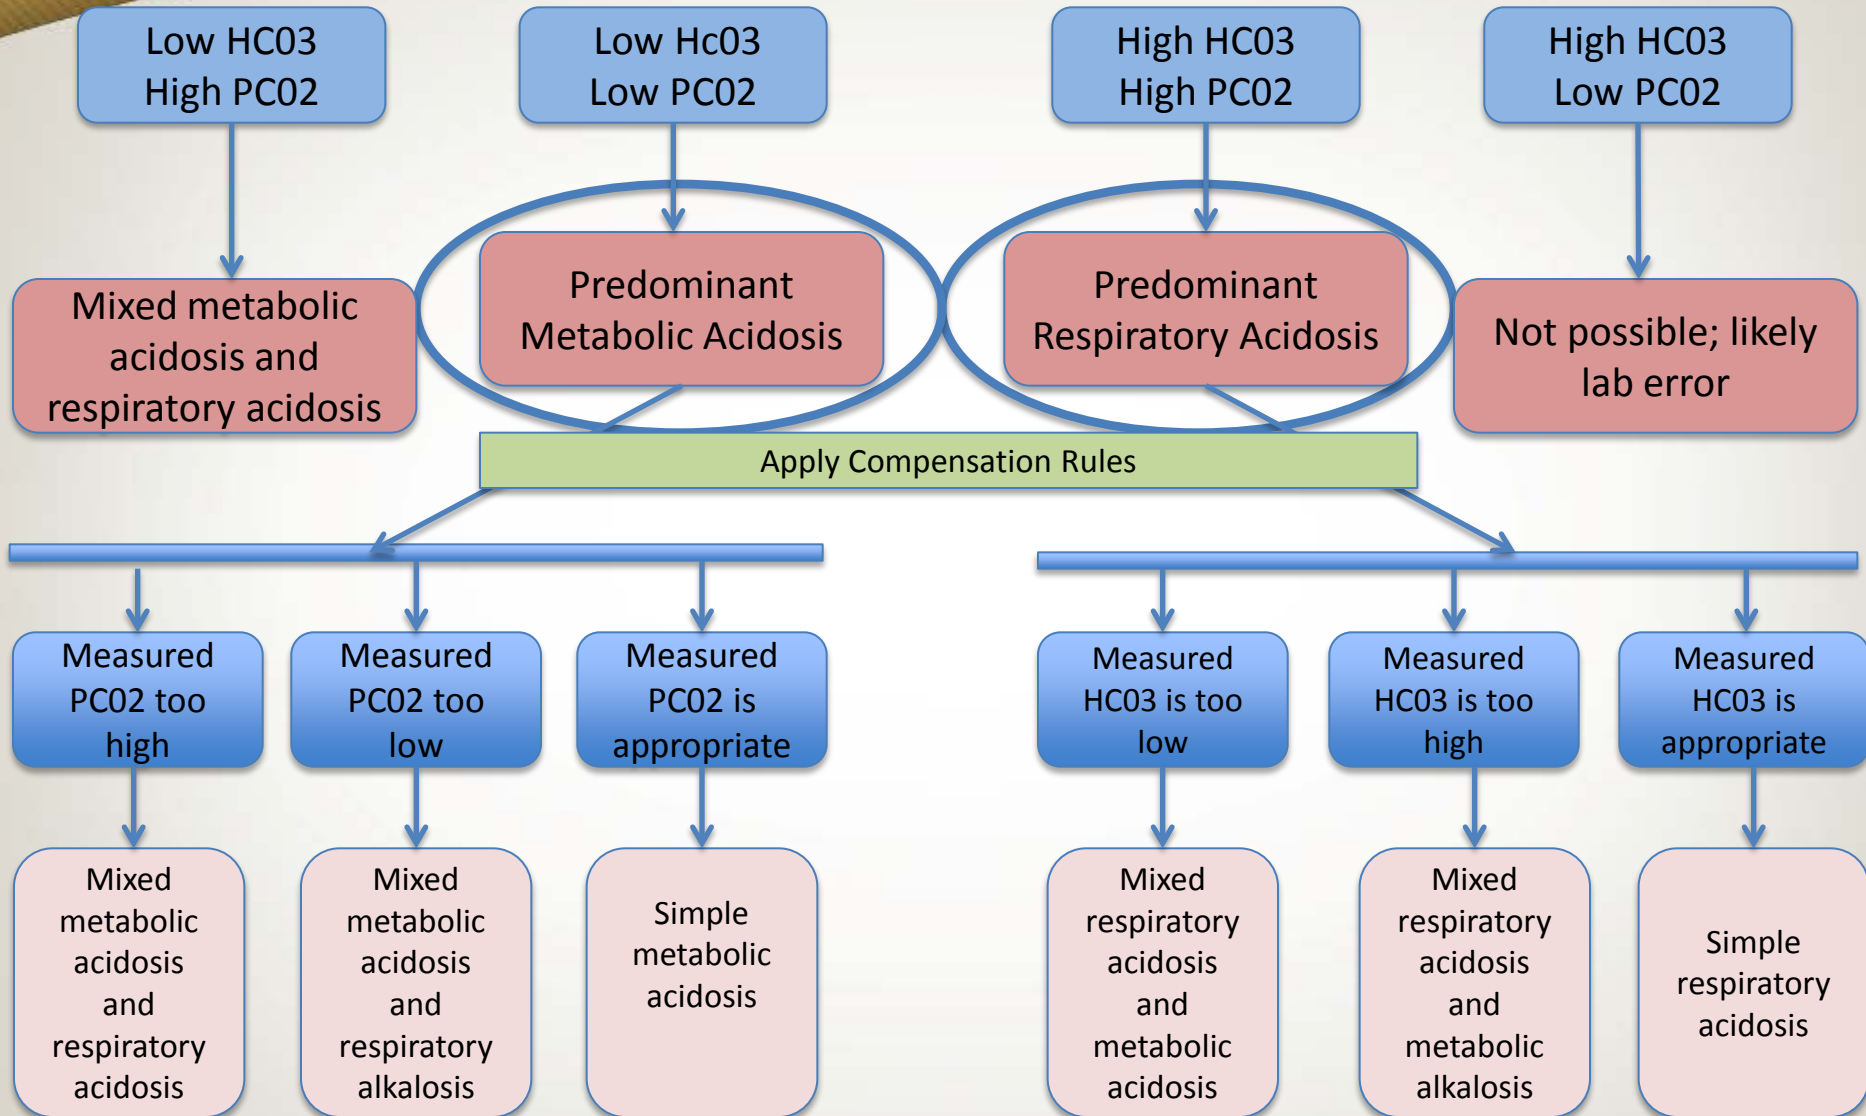 Low HC03
High PC02
Low Hc03
Low PC02
High HC03
High PC02
High HC03
Low PC02
Mixed metabolic
acidosis and
respiratory acidosis
Predominant
Metabolic Acidosis
Predominant
Respiratory Acidosis
Not possible; likely
lab error
Apply Compensation Rules
Measured
PC02 too
high
Measured
PC02 too
low
Measured
PC02 is
appropriate
Measured
HC03 is too
low
Measured
HC03 is too
high
Measured
HC03 is
appropriate
Mixed
metabolic
acidosis
and
respiratory
acidosis
Mixed
metabolic
acidosis
and
respiratory
alkalosis
Simple
metabolic
acidosis
Mixed
respiratory
acidosis
and
metabolic
acidosis
Mixed
respiratory
acidosis
and
metabolic
alkalosis
Simple
respiratory
acidosis